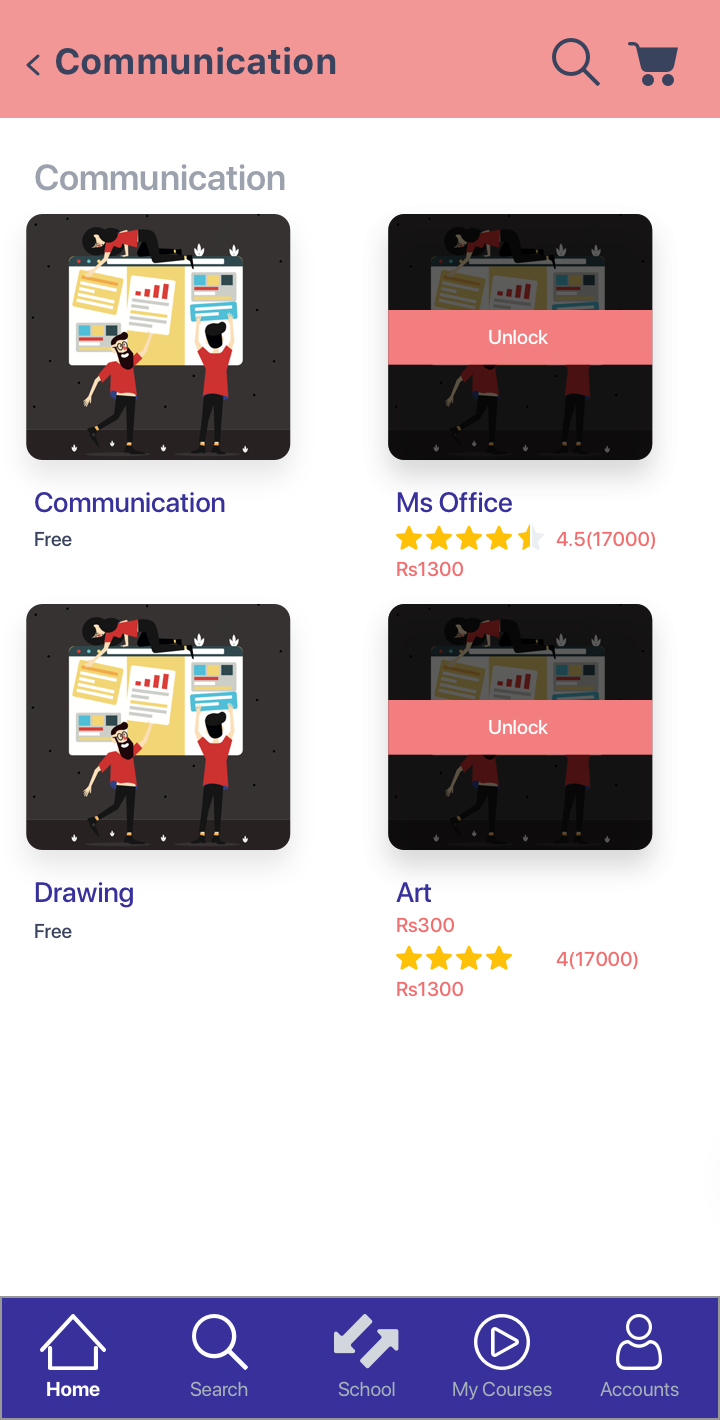 Communication
Communication
Unlock
Communication
Free
Ms Office
4.5(17000)
Rs1300
Unlock
Drawing
Free
Art
Rs300
4(17000)
Rs1300
Home
Search
School
My Courses
Accounts